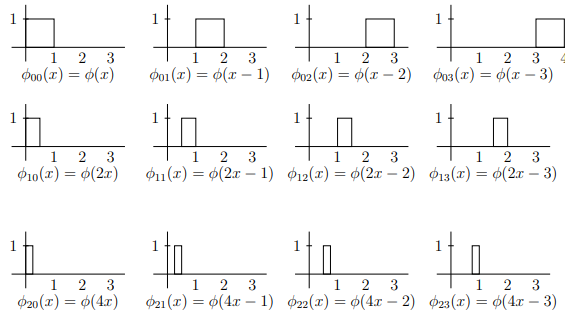 1 1 1 1
1 2 3 1 2 3 1 2 3 1 2 3 4
ϕ₀₀(x) = ϕ(x) ϕ₀₁(x) = ϕ(x − 1) ϕ₀₂(x) = ϕ(x − 2) ϕ₀₃(x) = ϕ(x − 3)
1 1 1 1
1 2 3 1 2 3 1 2 3 1 2 3
ϕ₁₀(x) = ϕ(2x) ϕ₁₁(x) = ϕ(2x − 1) ϕ₁₂(x) = ϕ(2x − 2) ϕ₁₃(x) = ϕ(2x − 3)
1 1 1 1
1 2 3 1 2 3 1 2 3 1 2 3
ϕ₂₀(x) = ϕ(4x) ϕ₂₁(x) = ϕ(4x − 1) ϕ₂₂(x) = ϕ(4x − 2) ϕ₂₃(x) = ϕ(4x − 3)